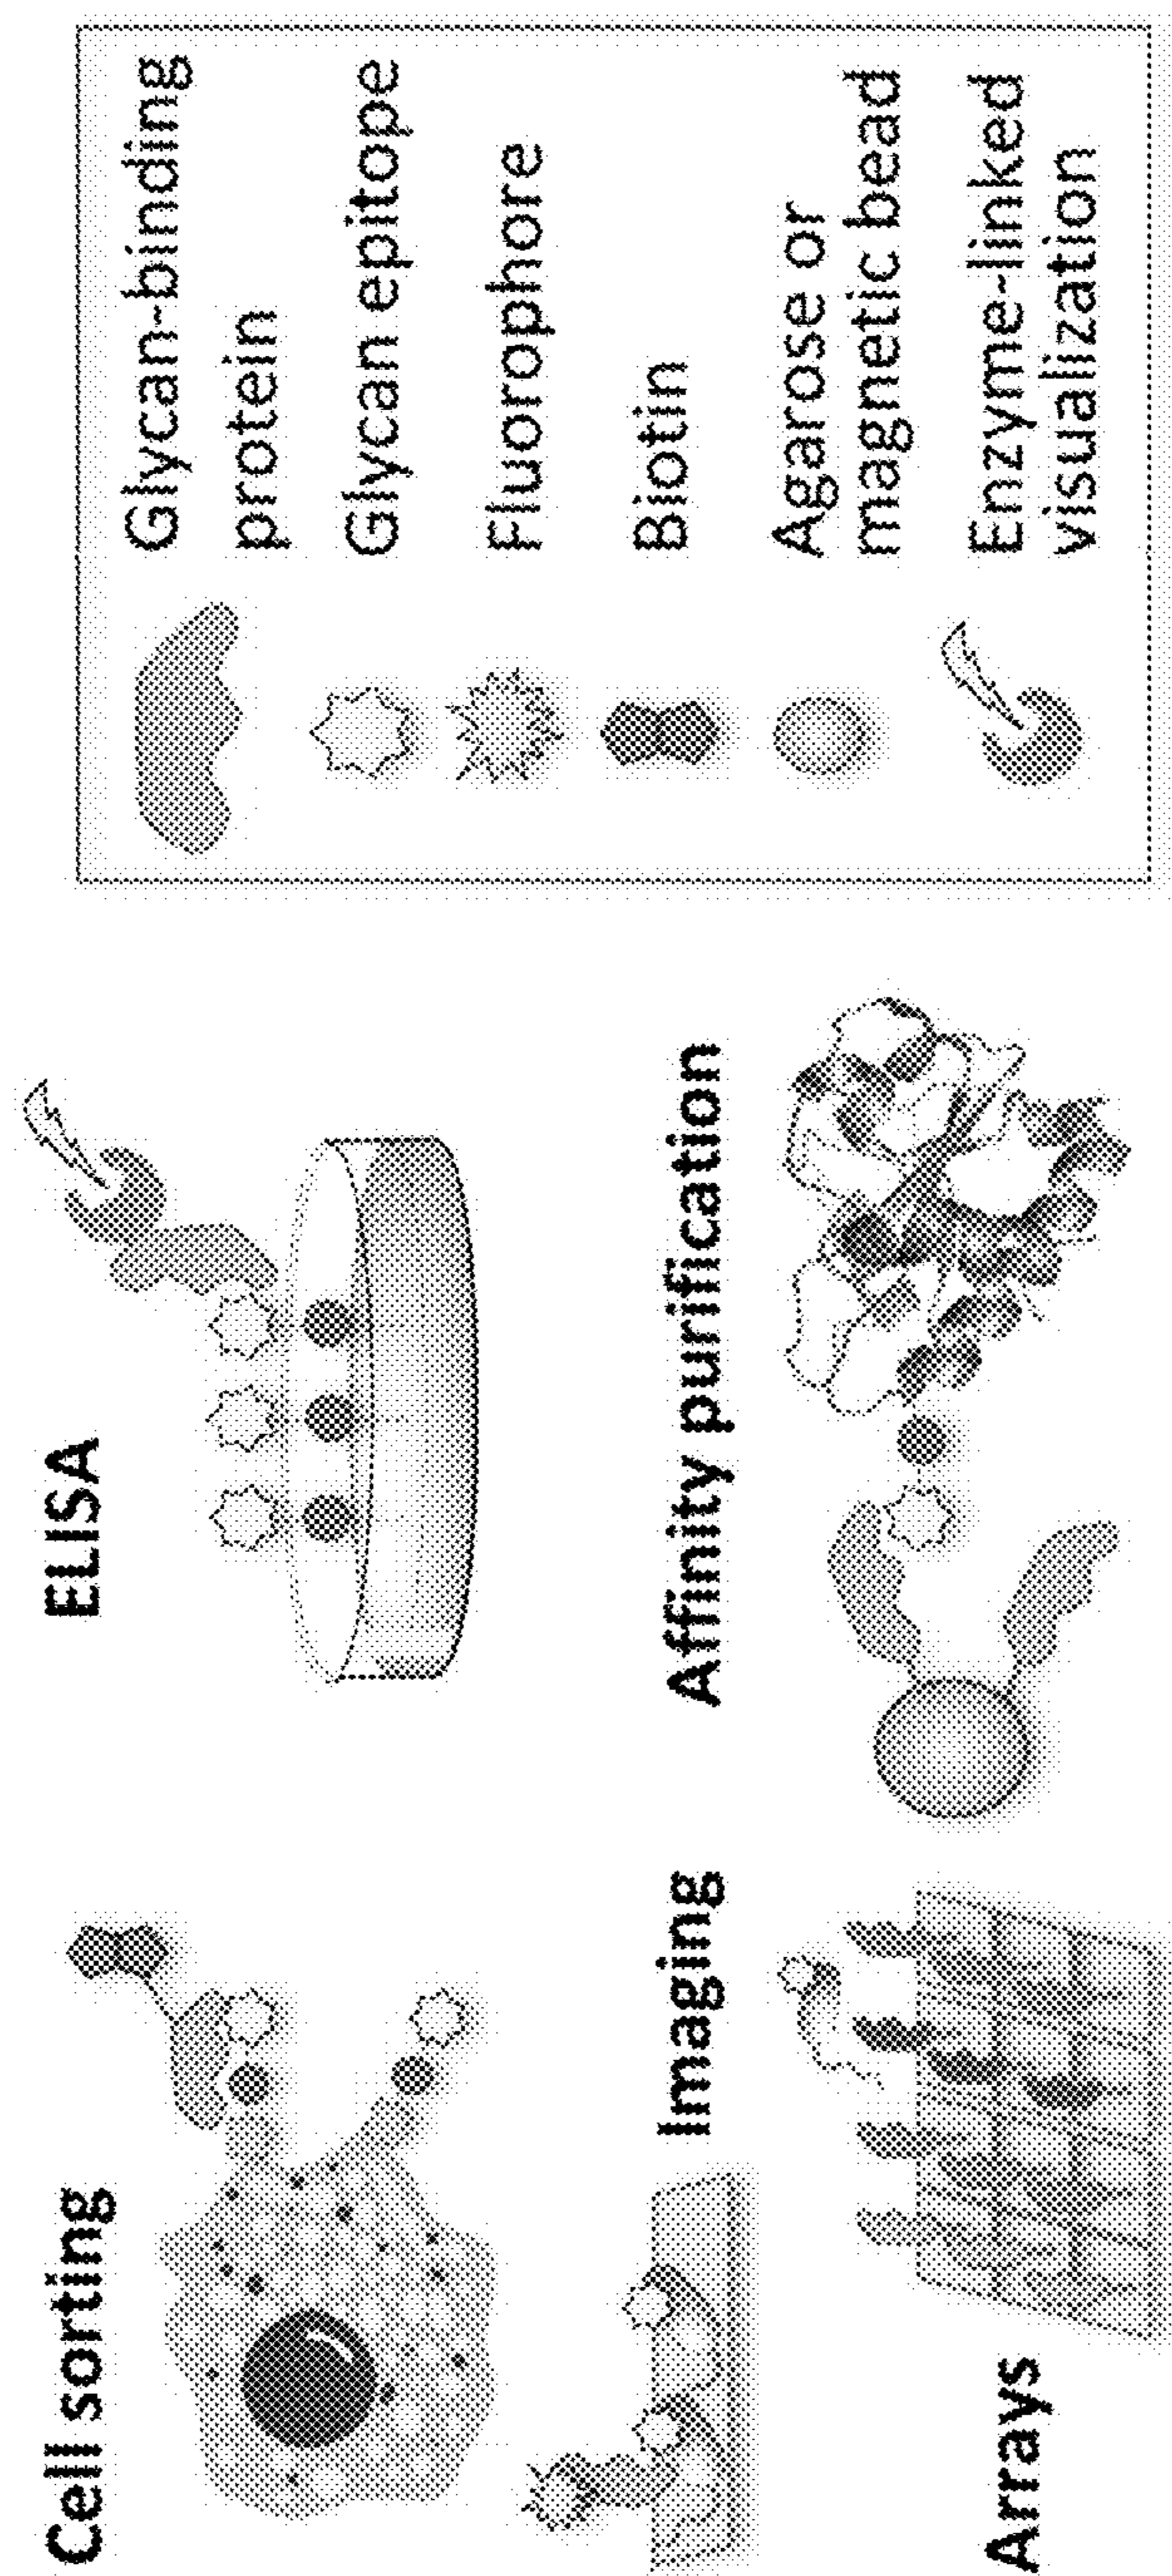 Cell sorting
ELISA
Imaging
Affinity purification
Arrays
Glycan-binding
protein
Glycan epitope
Fluorophore
Biotin
Agarose or
magnetic bead
Enzyme-linked
visualization